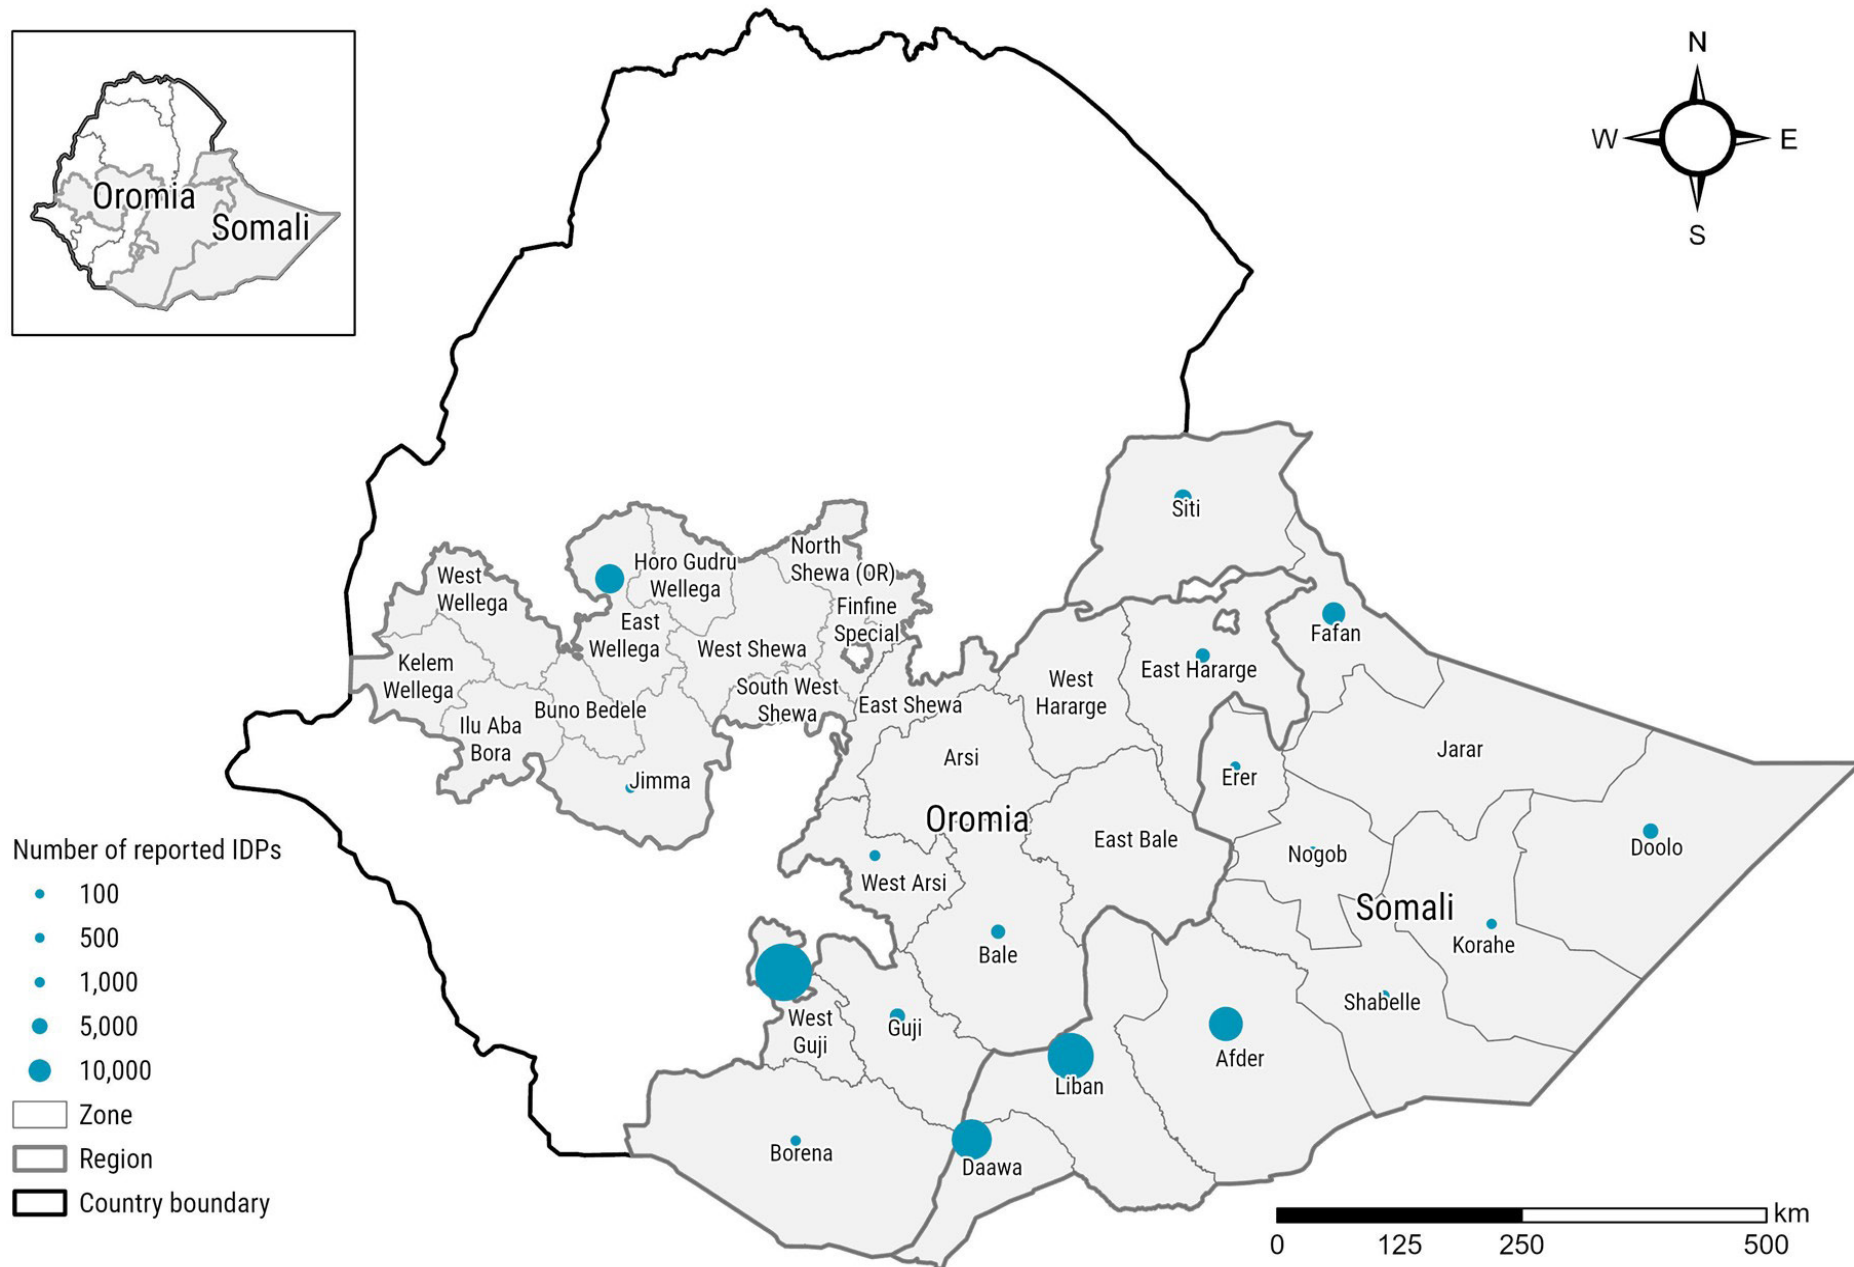 Oromia
Somali
N
W
E
S
Siti
North
Shewa (OR)
Horo Gudru
Wellega
West
Wellega
Finfine
Special
East
Wellega
West Shewa
Fafan
Kelem
Wellega
East Hararge
West
Hararge
South West
Shewa
East Shewa
Buno Bedele
Ilu Aba
Bora
Arsi
Jarar
Jimma
Erer
Oromia
East Bale
Nogob
Doolo
West Arsi
Somali
Korahe
Bale
Shabelle
West
Guji
Guji
Afder
Liban
Borena
Daawa
Number of reported IDPs
100
500
1,000
5,000
10,000
Zone
Region
Country boundary
km
0 125 250 500